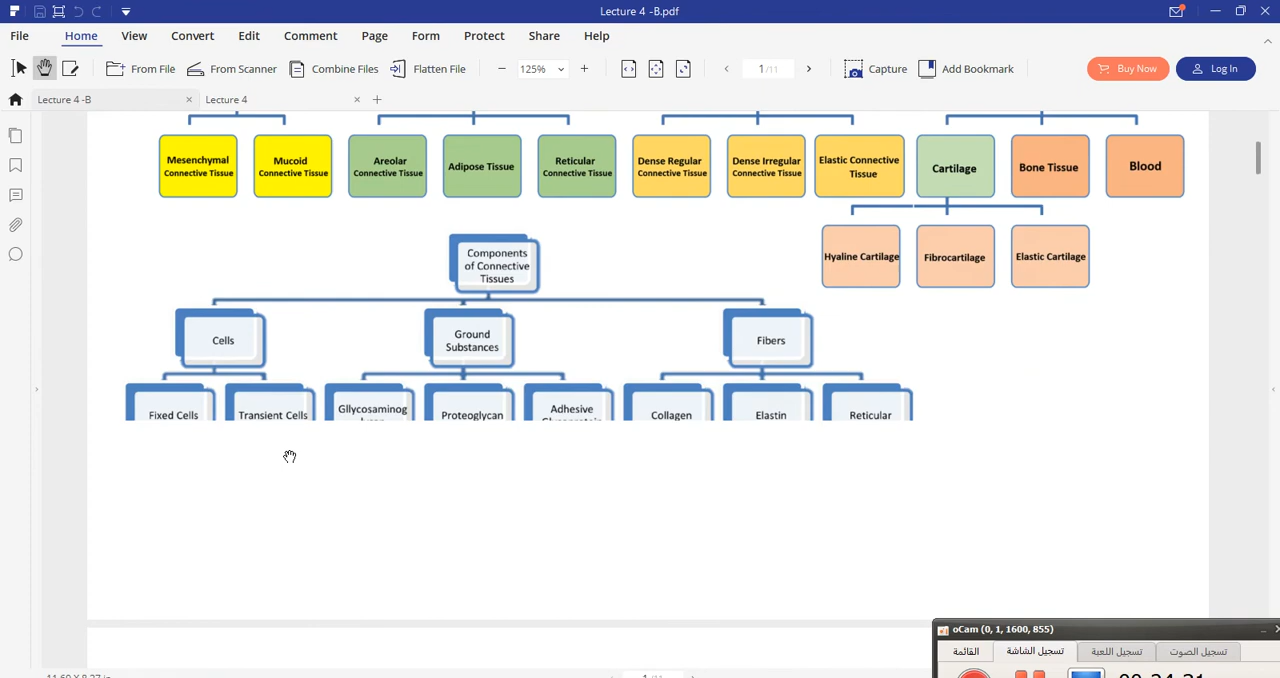 Lecture 4 -B.pdf
File Home View Convert Edit Comment Page Form Protect Share Help
From File From Scanner Combine Files Flatten File 125% 1/11 Capture Add Bookmark Buy Now Log In
Lecture 4 -B Lecture 4
Mesenchymal
Connective Tissue
Mucoid
Connective Tissue
Areolar
Connective Tissue
Adipose Tissue
Reticular
Connective Tissue
Dense Regular
Connective Tissue
Dense Irregular
Connective Tissue
Elastic Connective
Tissue
Cartilage
Bone Tissue
Blood
Hyaline Cartilage
Fibrocartilage
Elastic Cartilage
Components
of Connective
Tissues
Cells
Ground
Substances
Fibers
Fixed Cells
Transient Cells
Gllycosaminog
Proteoglycan
Adhesive
Collagen
Elastin
Reticular
oCam (0, 1, 1600, 855)
القائمة
تسجيل الشاشة
تسجيل اللعبة
تسجيل الصوت